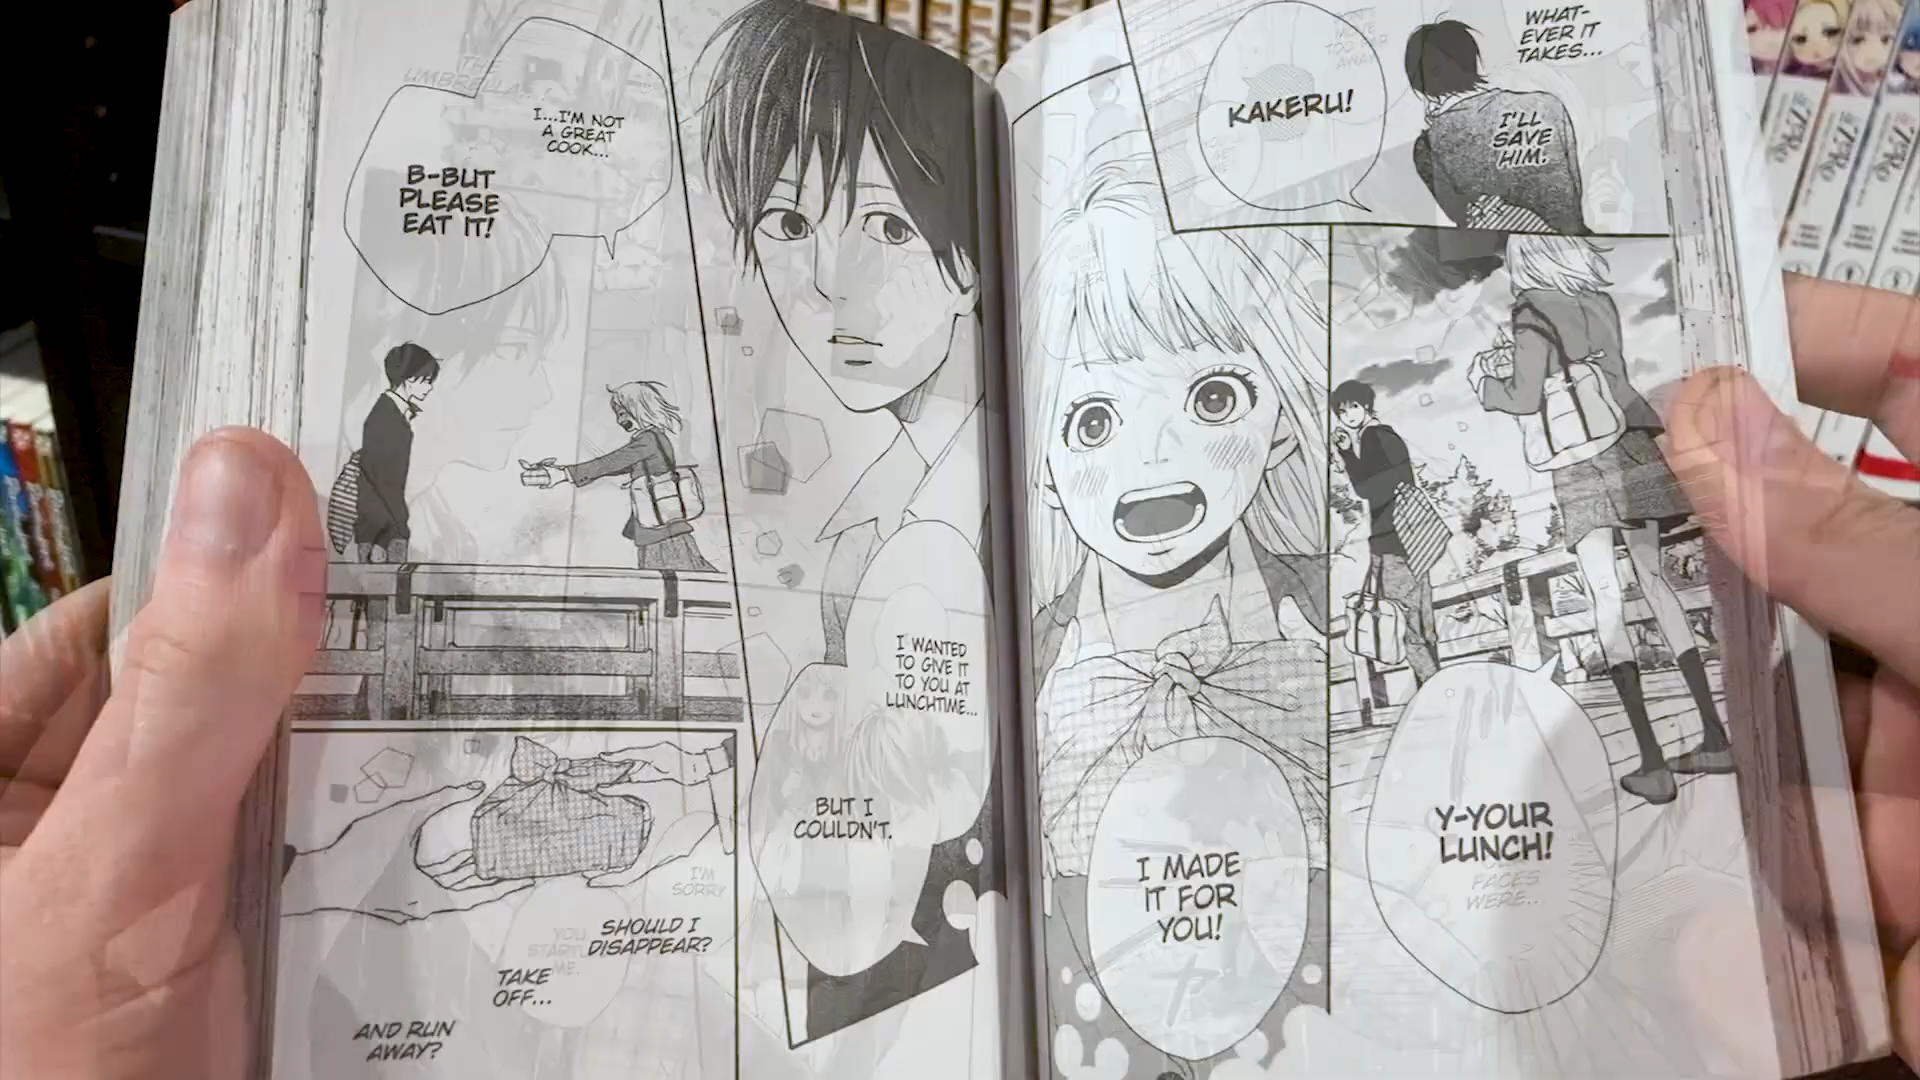 WHAT-
EVER IT
TAKES...
I'LL
SAVE
HIM.
KAKERU!
Y-YOUR
LUNCH!
FACES
WERE...
I MADE
IT FOR
YOU!
I WANTED
TO GIVE IT
TO YOU AT
LUNCHTIME...
BUT I
COULDN'T.
THE
UMBRELLA...
I...I'M NOT
A GREAT
COOK...
B-BUT
PLEASE
EAT IT!
I'M
SORRY
SHOULD I
DISAPPEAR?
TAKE
OFF...
AND RUN
AWAY?